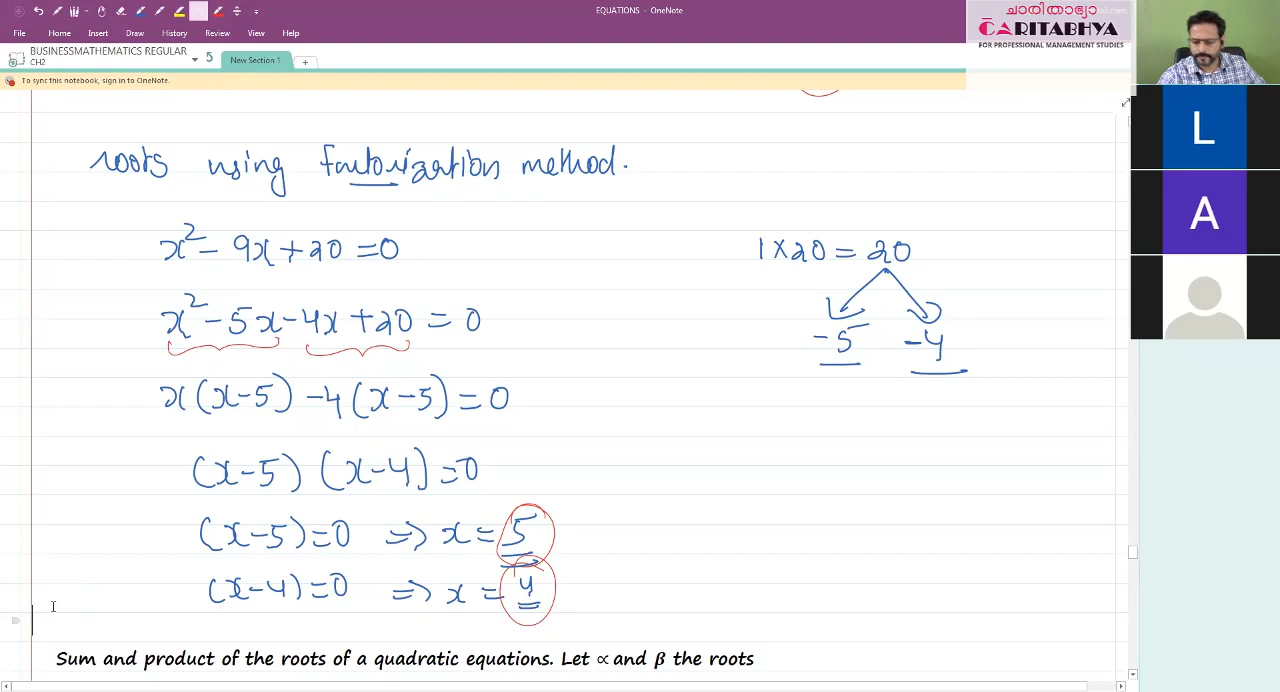 EQUATIONS - OneNote
ചാരിതാഭ്യാ
CARITABHYA
FOR PROFESSIONAL MANAGEMENT STUDIES
File Home Insert Draw History Review View Help
BUSINESSMATHEMATICS REGULAR
CH2
5
New Section 1
+
To sync this notebook, sign in to OneNote.
roots using factorization method.
x² - 9x + 20 = 0
x² - 5x - 4x + 20 = 0
x(x-5) -4(x-5) = 0
(x-5) (x-4) = 0
(x-5) = 0 ⇒ x = 5
(x-4) = 0 ⇒ x = 4
1 × 20 = 20
-5 -4
Sum and product of the roots of a quadratic equations. Let ∝ and β the roots
L
A